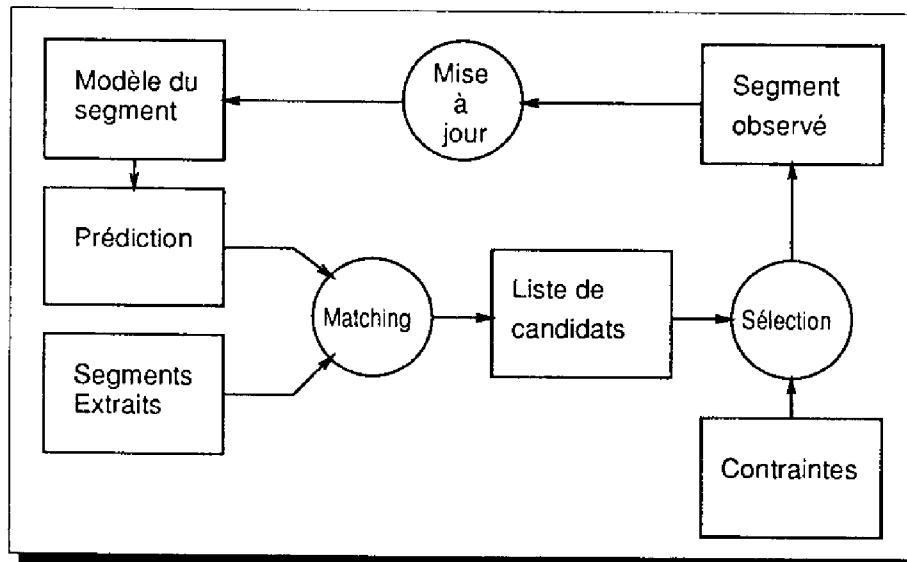 Modèle du
segment
Mise
à
jour
Segment
observé
Prédiction
Matching
Liste de
candidats
Sélection
Segments
Extraits
Contraintes